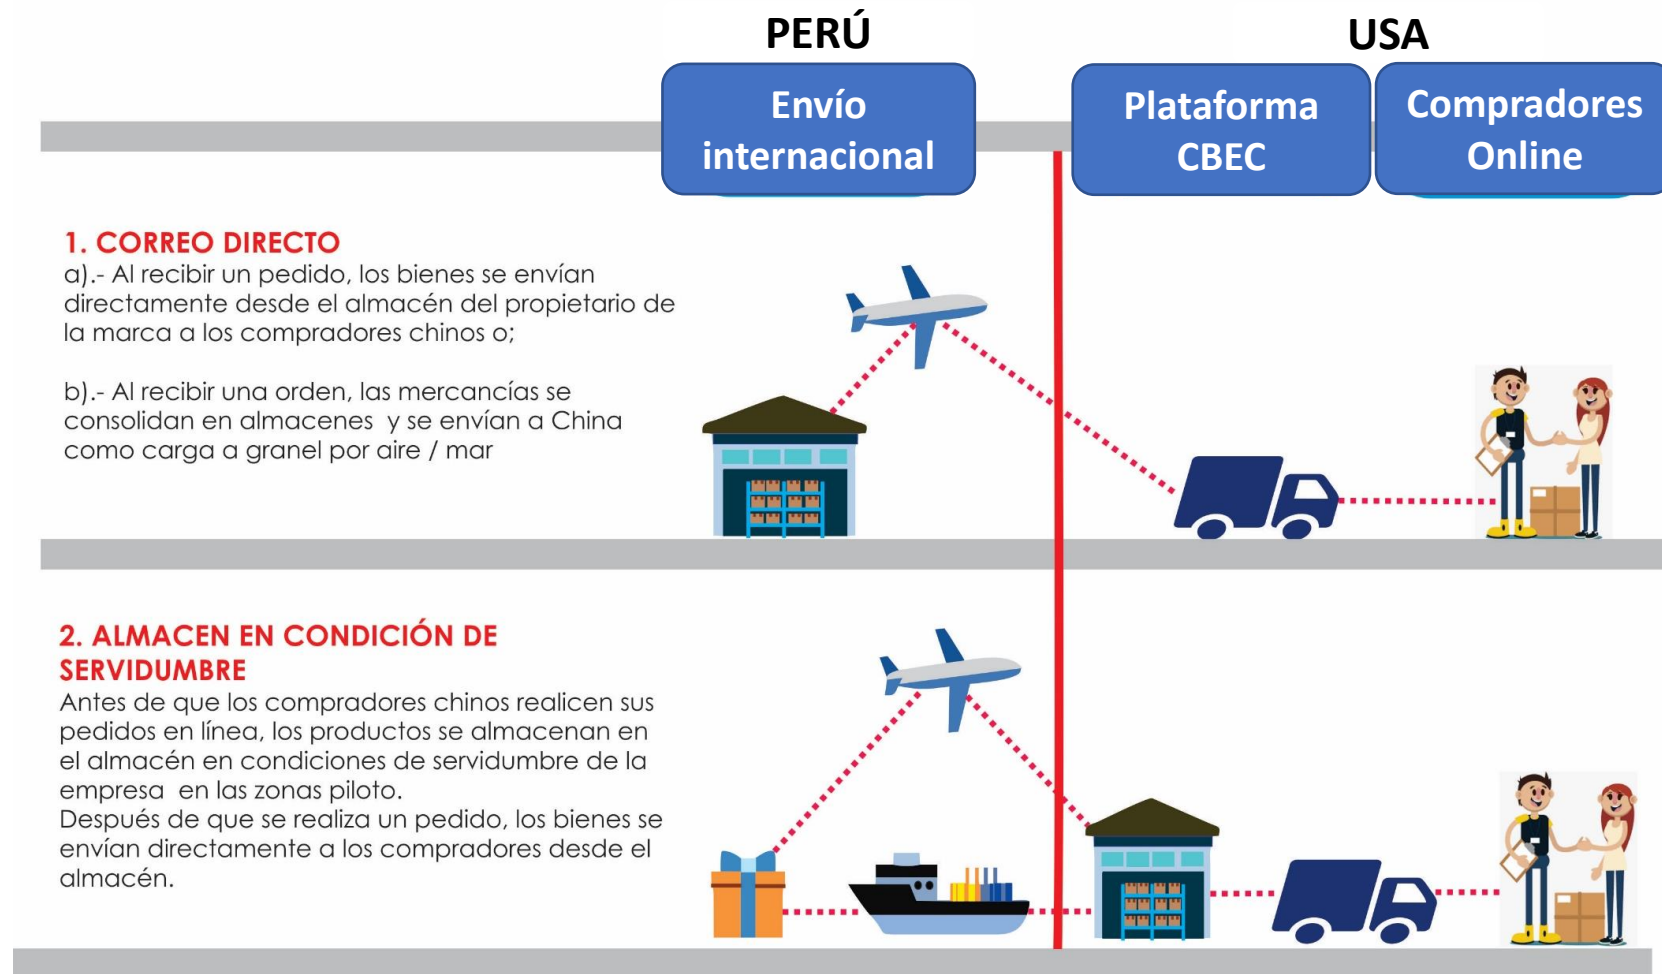 PERÚ
USA
Envío
internacional
Plataforma
CBEC
Compradores
Online
1. CORREO DIRECTO
a).- Al recibir un pedido, los bienes se envían
directamente desde el almacén del propietario de
la marca a los compradores chinos o;
b).- Al recibir una orden, las mercancías se
consolidan en almacenes y se envían a China
como carga a granel por aire / mar
2. ALMACEN EN CONDICIÓN DE
SERVIDUMBRE
Antes de que los compradores chinos realicen sus
pedidos en línea, los productos se almacenan en
el almacén en condiciones de servidumbre de la
empresa en las zonas piloto.
Después de que se realiza un pedido, los bienes se
envían directamente a los compradores desde el
almacén.